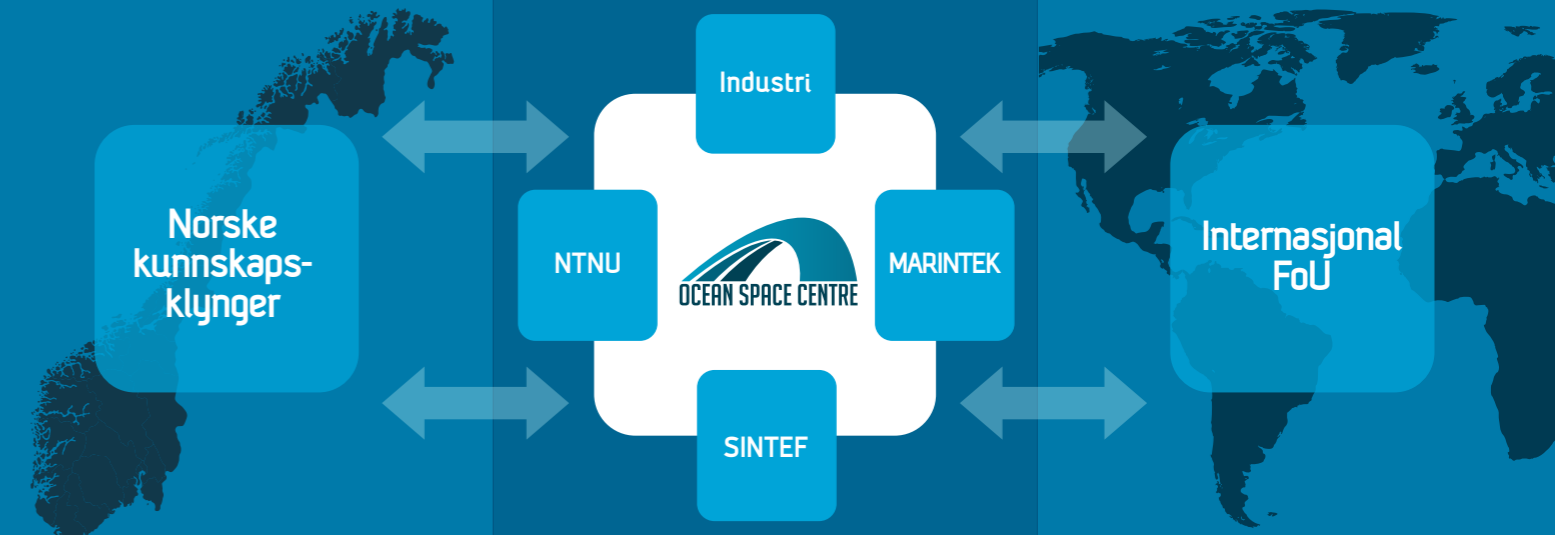 Norske
kunnskaps-
klynger
Industri
NTNU
OCEAN SPACE CENTRE
MARINTEK
SINTEF
Internasjonal
FoU